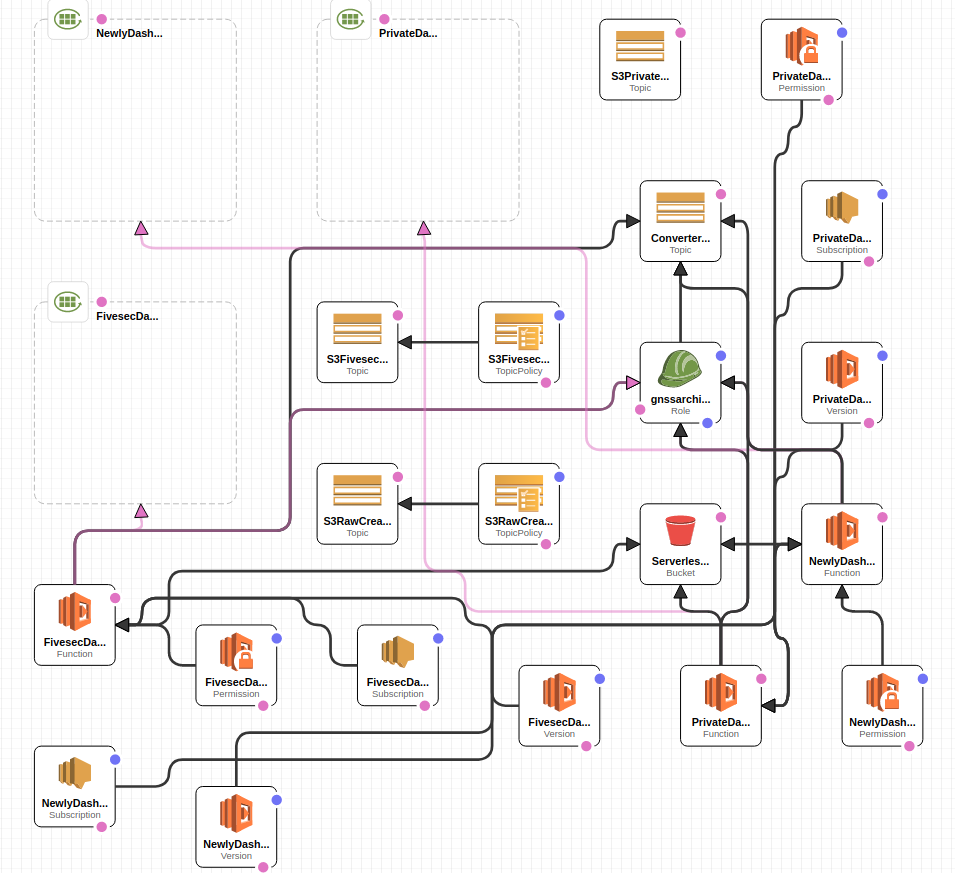 NewlyDash...
PrivateDa...
S3Private...
Topic
PrivateDa...
Permission
Converter...
Topic
PrivateDa...
Subscription
FivesecDa...
S3Fivesec...
Topic
S3Fivesec...
TopicPolicy
gnssarchi...
Role
PrivateDa...
Version
S3RawCrea...
Topic
S3RawCrea...
TopicPolicy
Serverles...
Bucket
NewlyDash...
Function
FivesecDa...
Function
FivesecDa...
Permission
FivesecDa...
Subscription
FivesecDa...
Version
PrivateDa...
Function
NewlyDash...
Permission
NewlyDash...
Subscription
NewlyDash...
Version